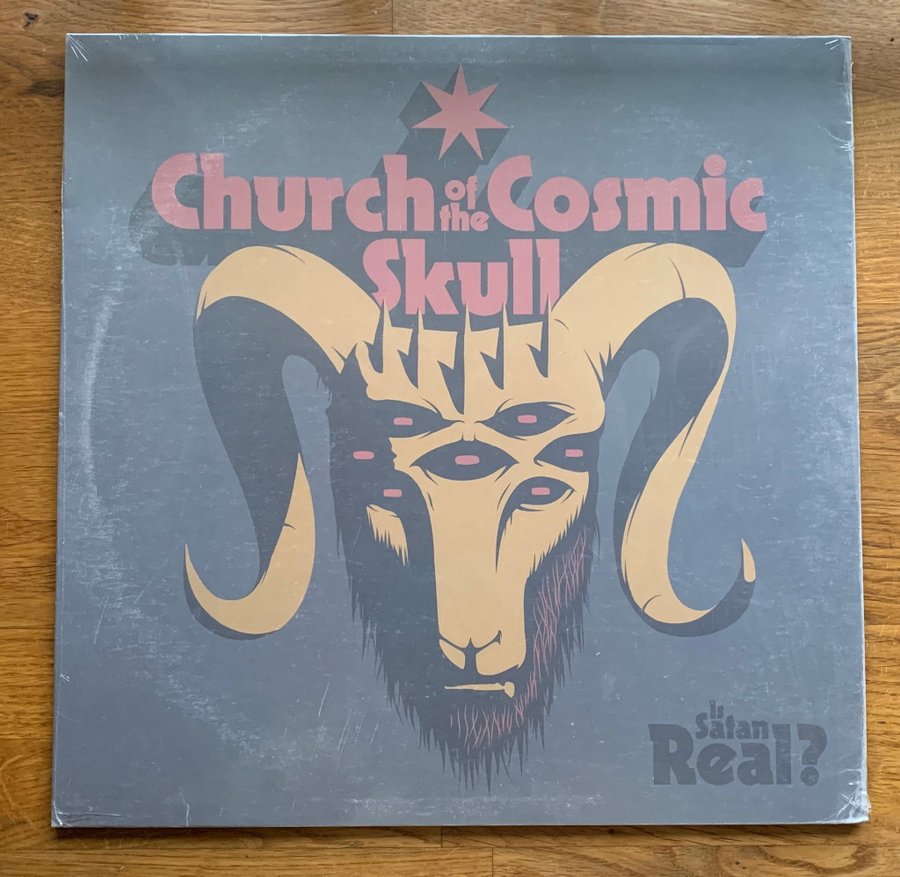 Church of the Cosmic
Skull
Is
Satan
Real?